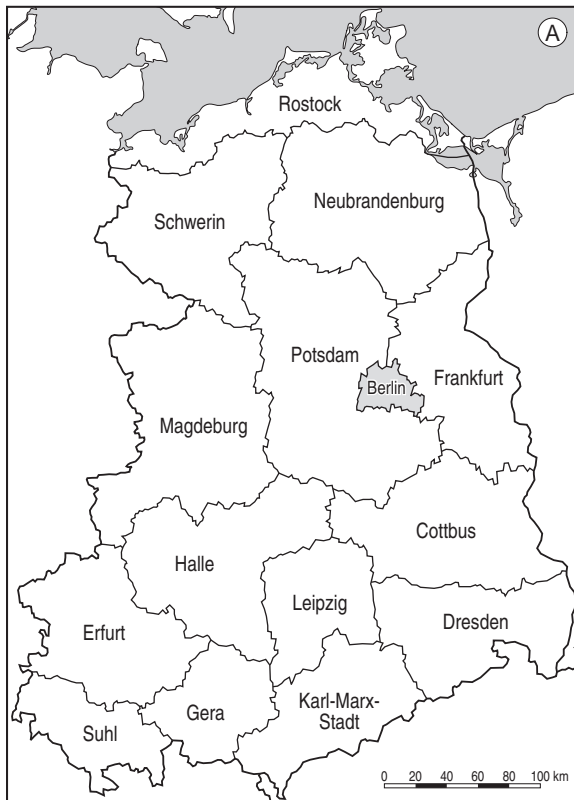 A
Rostock
Neubrandenburg
Schwerin
Potsdam
Berlin
Frankfurt
Magdeburg
Cottbus
Halle
Leipzig
Dresden
Erfurt
Karl-Marx-
Stadt
Gera
Suhl
0 20 40 60 80 100 km